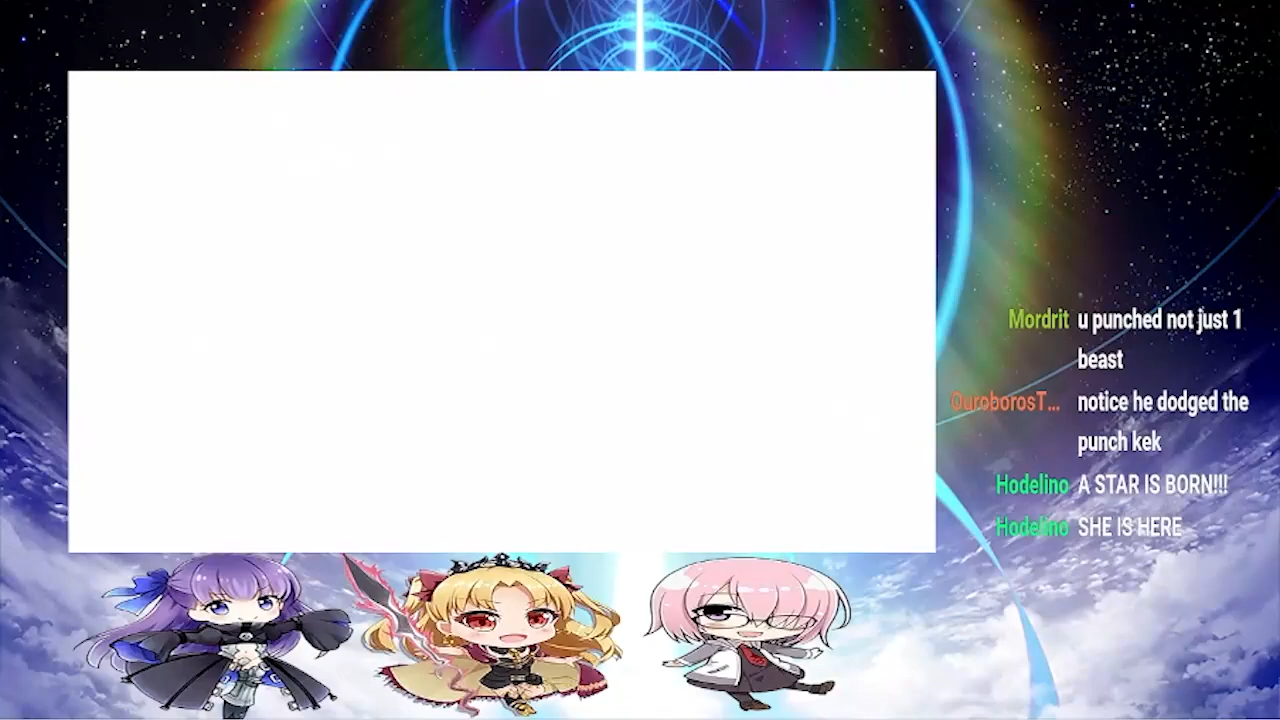 Mordrit u punched not just 1
beast
OuroborosT... notice he dodged the
punch kek
Hodelino A STAR IS BORN!!!
Hodelino SHE IS HERE